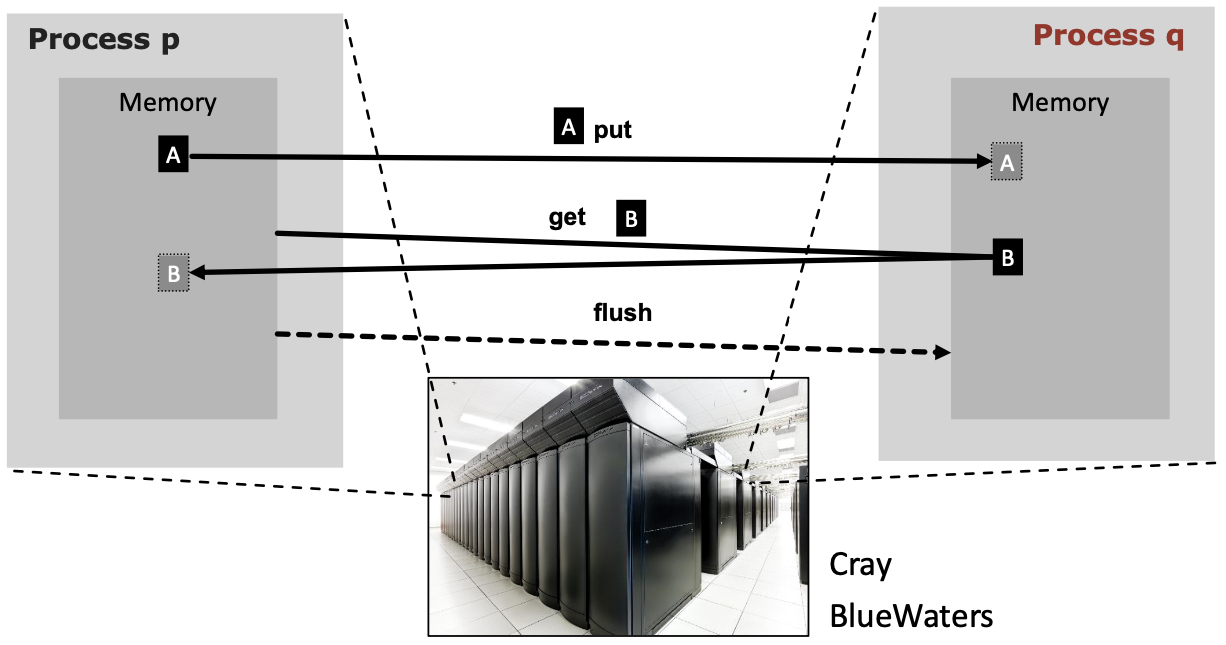 Process p
Process q
Memory
Memory
A put
A
A
get B
B
B
flush
Cray
BlueWaters